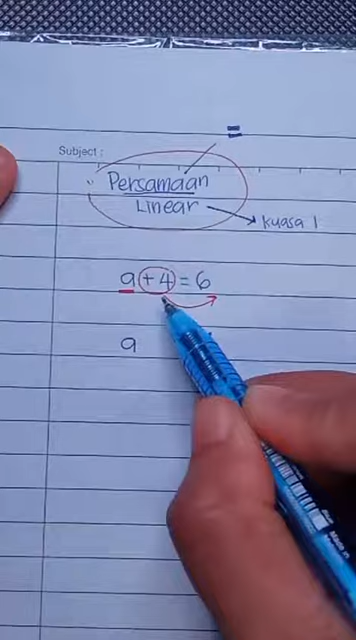 =
Subject :
Persamaan
Linear
kuasa 1
a + 4 = 6
a